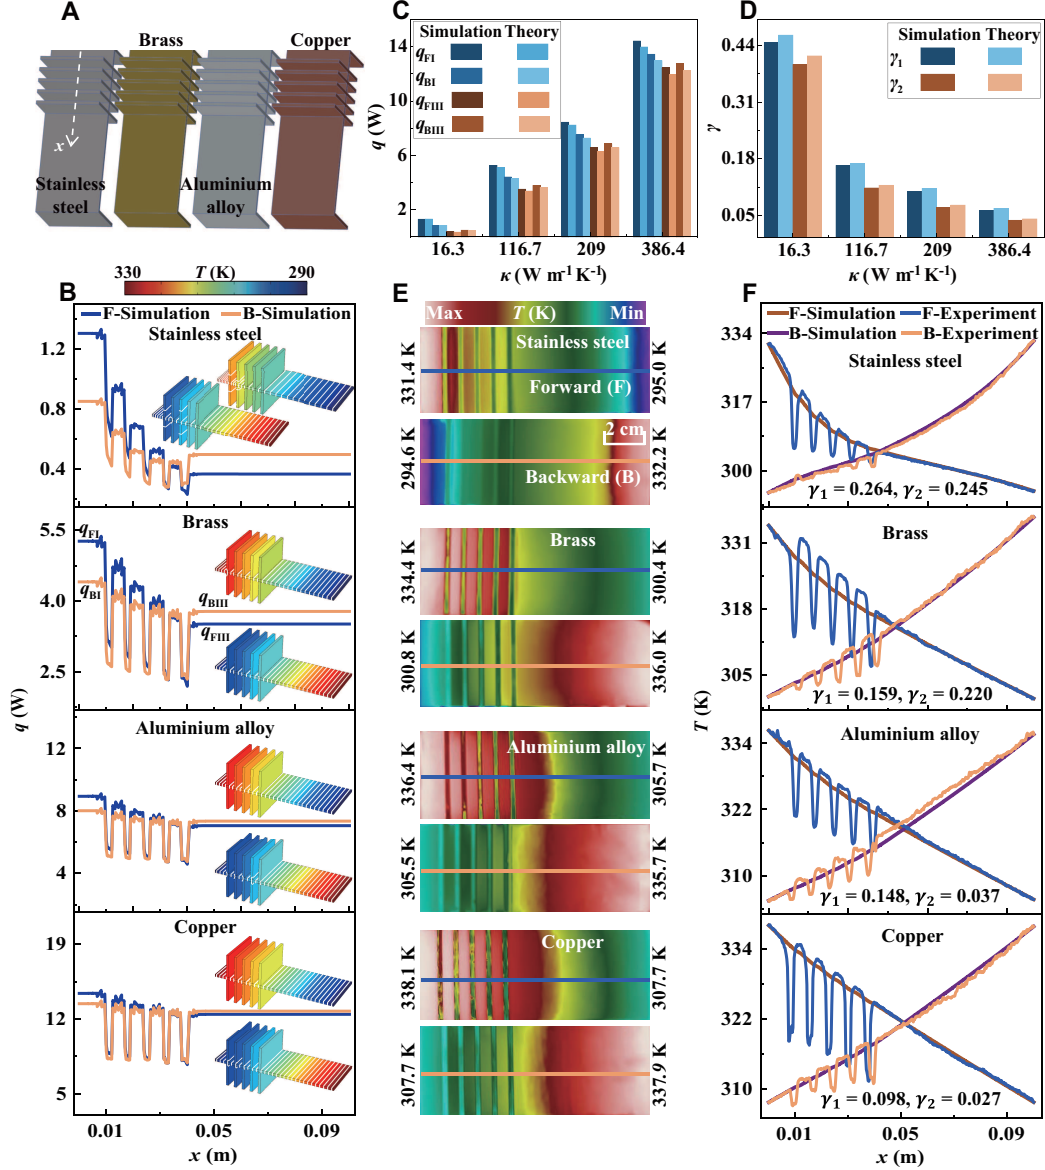 A
Brass
Copper
x
Stainless
steel
Aluminium
alloy
C
Simulation Theory
q_FI
q_BI
q_FIII
q_BIII
14
10
6
2
q (W)
16.3 116.7 209 386.4
κ (W m⁻¹ K⁻¹)
D
Simulation Theory
γ₁
γ₂
0.44
0.31
0.18
0.05
γ
16.3 116.7 209 386.4
κ (W m⁻¹ K⁻¹)
330 T (K) 290
B
F-Simulation B-Simulation
Stainless steel
1.2
0.8
0.4
Brass
q_FI
q_BI
q_BIII
q_FIII
5.5
4.0
2.5
q (W)
Aluminium alloy
12
8
4
Copper
19
12
5
0.01 0.05 0.09
x (m)
E
Max T (K) Min
331.4 K
Stainless steel
Forward (F)
295.0 K
294.6 K
2 cm
Backward (B)
332.2 K
334.4 K
Brass
300.4 K
300.8 K
336.0 K
336.4 K
Aluminium alloy
305.7 K
305.5 K
335.7 K
338.1 K
Copper
307.7 K
307.7 K
337.9 K
F
F-Simulation F-Experiment
B-Simulation B-Experiment
Stainless steel
334
317
300
γ₁ = 0.264, γ₂ = 0.245
Brass
331
318
305
γ₁ = 0.159, γ₂ = 0.220
T (K)
Aluminium alloy
334
322
310
γ₁ = 0.148, γ₂ = 0.037
Copper
334
322
310
γ₁ = 0.098, γ₂ = 0.027
0.01 0.05 0.09
x (m)